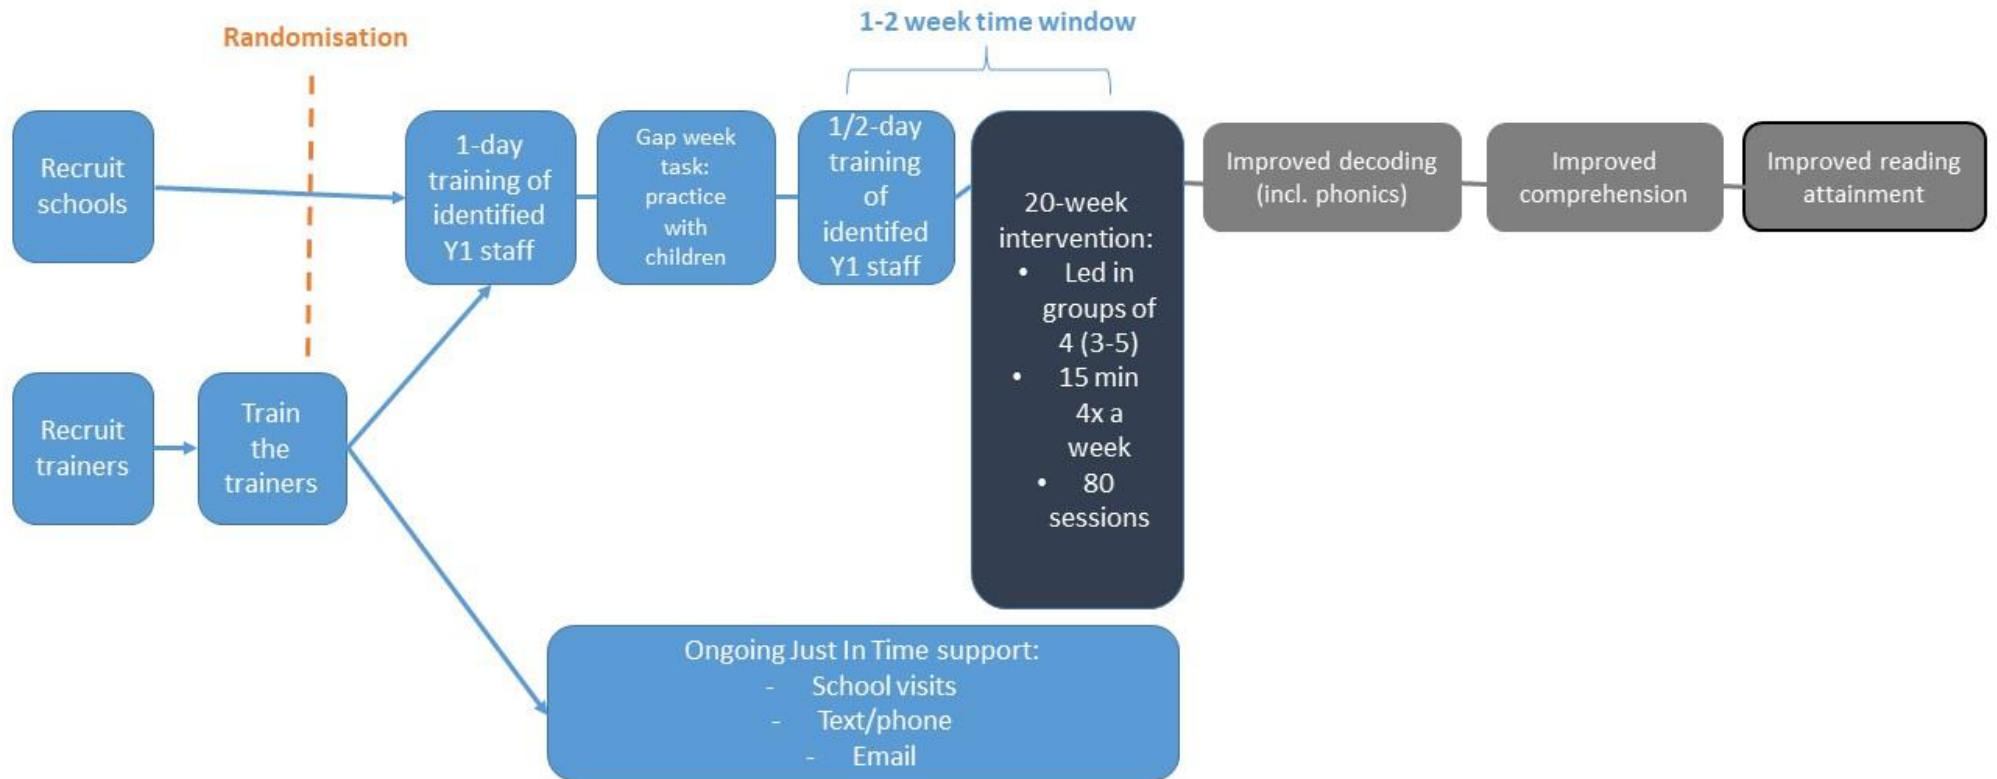 Randomisation
1-2 week time window
Recruit
schools
1-day
training of
identified
Y1 staff
Gap week
task:
practice
with
children
1/2-day
training
of
identifed
Y1 staff
20-week
intervention:
• Led in
groups of
4 (3-5)
• 15 min
4x a
week
• 80
sessions
Improved decoding
(incl. phonics)
Improved
comprehension
Improved reading
attainment
Recruit
trainers
Train
the
trainers
Ongoing Just In Time support:
- School visits
- Text/phone
- Email